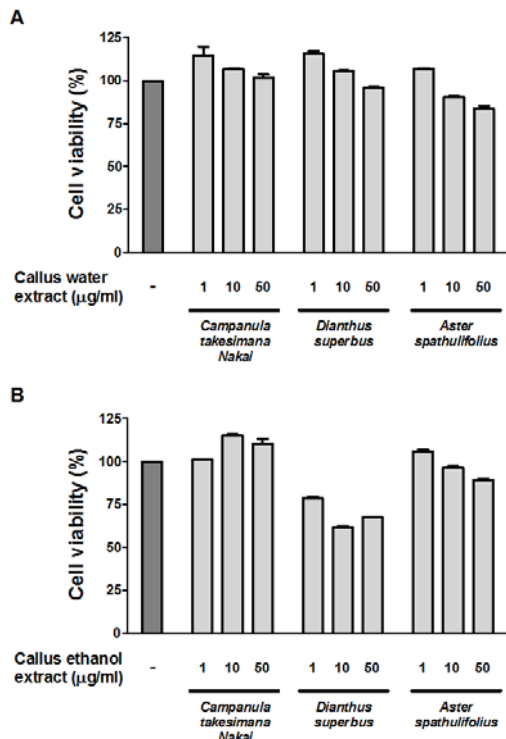 A
Cell viability (%)
125
100
75
50
25
0
Callus water
extract (μg/ml)
- 1 10 50 1 10 50 1 10 50
Campanula
takesimana
Nakai
Dianthus
superbus
Aster
spathulifolius
B
Cell viability (%)
125
100
75
50
25
0
Callus ethanol
extract (μg/ml)
- 1 10 50 1 10 50 1 10 50
Campanula
takesimana
Nakai
Dianthus
superbus
Aster
spathulifolius